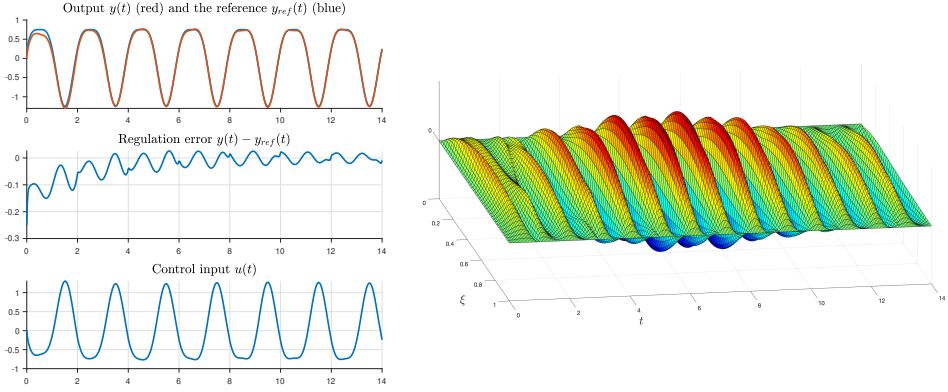 Output y(t) (red) and the reference y_ref(t) (blue)
1
0.5
0
-0.5
-1
0 2 4 6 8 10 12 14
Regulation error y(t) − y_ref(t)
0
-0.1
-0.2
-0.3
0 2 4 6 8 10 12 14
Control input u(t)
1
0.5
0
-0.5
-1
0 2 4 6 8 10 12 14
0
0
0.2
0.4
0.6
0.8
1
ξ
0 2 4 6 8 10 12 14
t